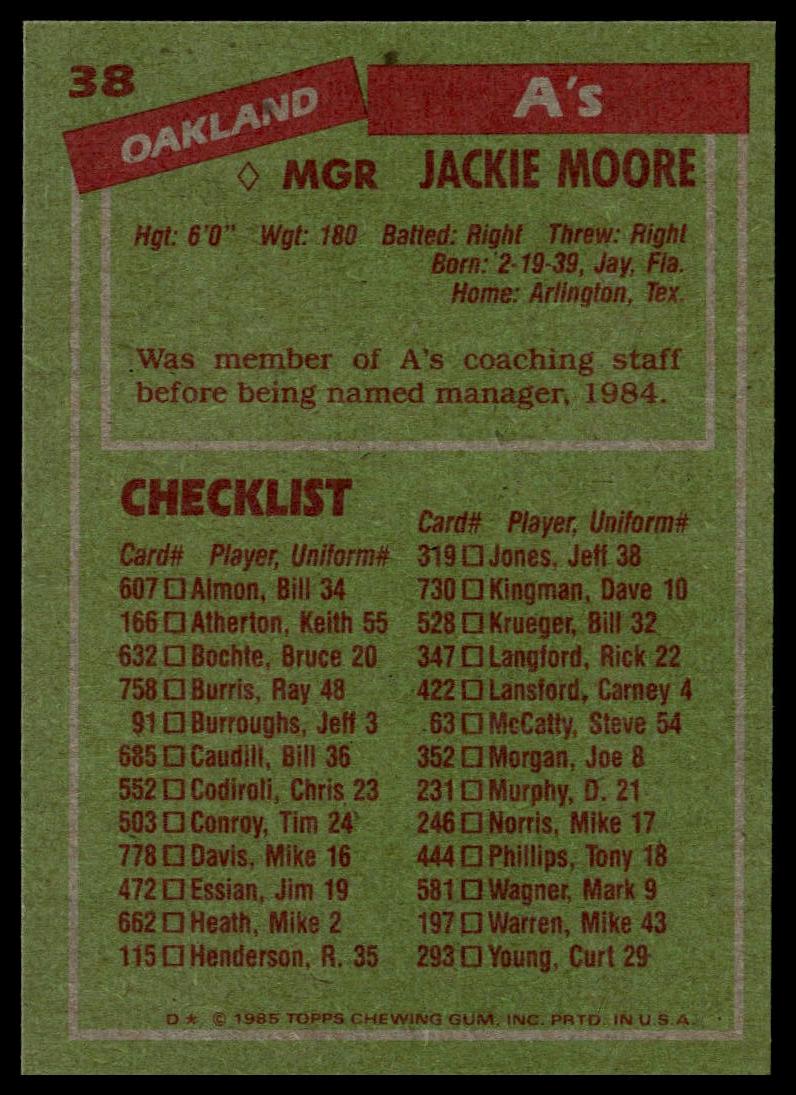 38
OAKLAND A's
◇ MGR JACKIE MOORE
Hgt: 6'0" Wgt: 180 Batted: Right Threw: Right
Born: 2-19-39, Jay, Fla.
Home: Arlington, Tex.
Was member of A's coaching staff
before being named manager, 1984.
CHECKLIST
Card# Player, Uniform#
607 □ Almon, Bill 34
166 □ Atherton, Keith 55
632 □ Bochte, Bruce 20
758 □ Burris, Ray 48
91 □ Burroughs, Jeff 3
685 □ Caudill, Bill 36
552 □ Codiroli, Chris 23
503 □ Conroy, Tim 24
778 □ Davis, Mike 16
472 □ Essian, Jim 19
662 □ Heath, Mike 2
115 □ Henderson, R. 35
Card# Player, Uniform#
319 □ Jones, Jeff 38
730 □ Kingman, Dave 10
528 □ Krueger, Bill 32
347 □ Langford, Rick 22
422 □ Lansford, Carney 4
63 □ McCatty, Steve 54
352 □ Morgan, Joe 8
231 □ Murphy, D. 21
246 □ Norris, Mike 17
444 □ Phillips, Tony 18
581 □ Wagner, Mark 9
197 □ Warren, Mike 43
293 □ Young, Curt 29
D* © 1985 TOPPS CHEWING GUM, INC. PRTD. IN U.S.A.